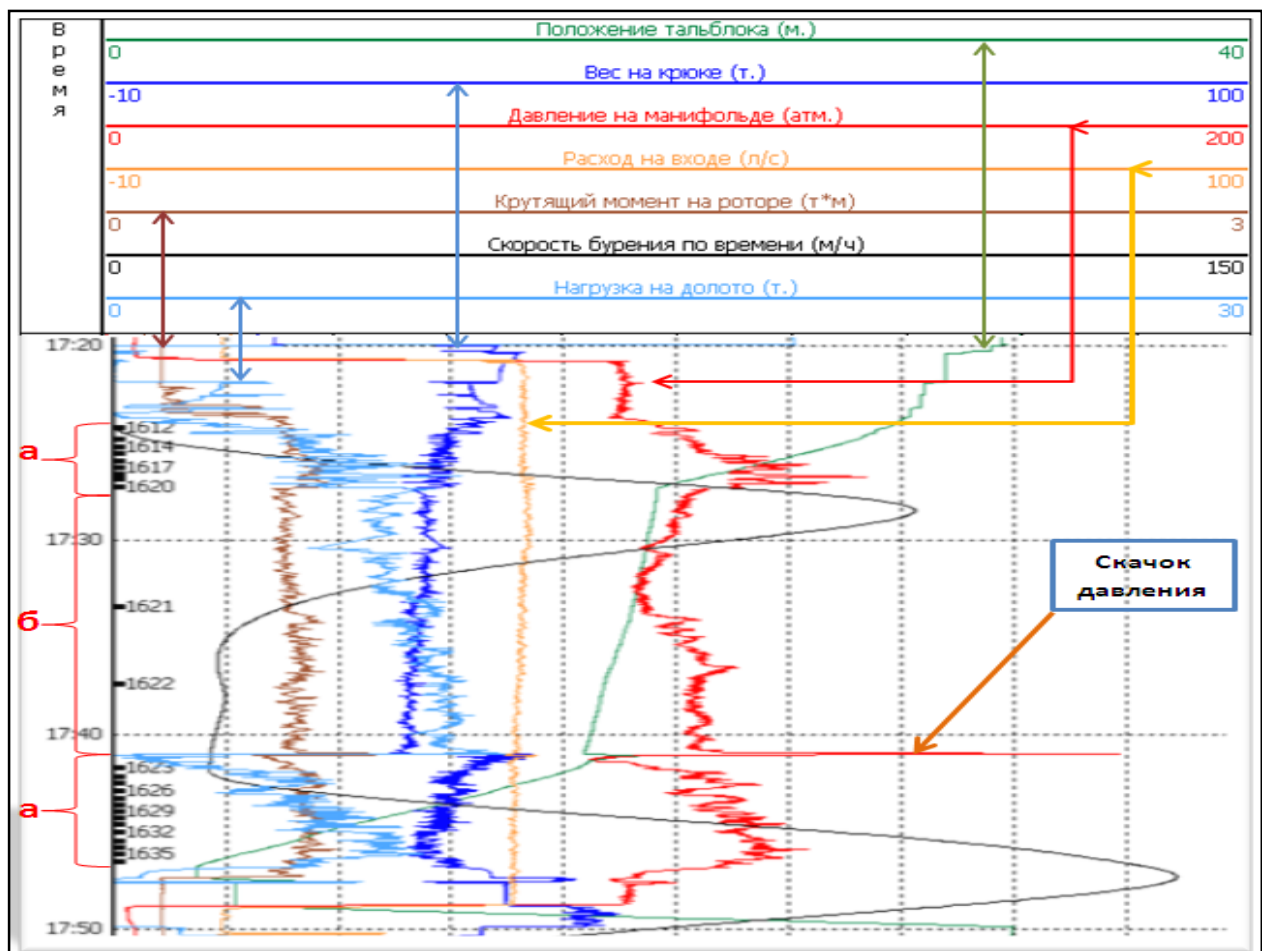 Время
Положение тальблока (м.)
0 40
Вес на крюке (т.)
-10 100
Давление на манифольде (атм.)
0 200
Расход на входе (л/с)
-10 100
Крутящий момент на роторе (т*м)
0 3
Скорость бурения по времени (м/ч)
0 150
Нагрузка на долото (т.)
0 30
17:20
1612
а
1614
1617
1620
17:30
Скачок
давления
1621
б
1622
17:40
1623
1626
а
1629
1632
1635
17:50